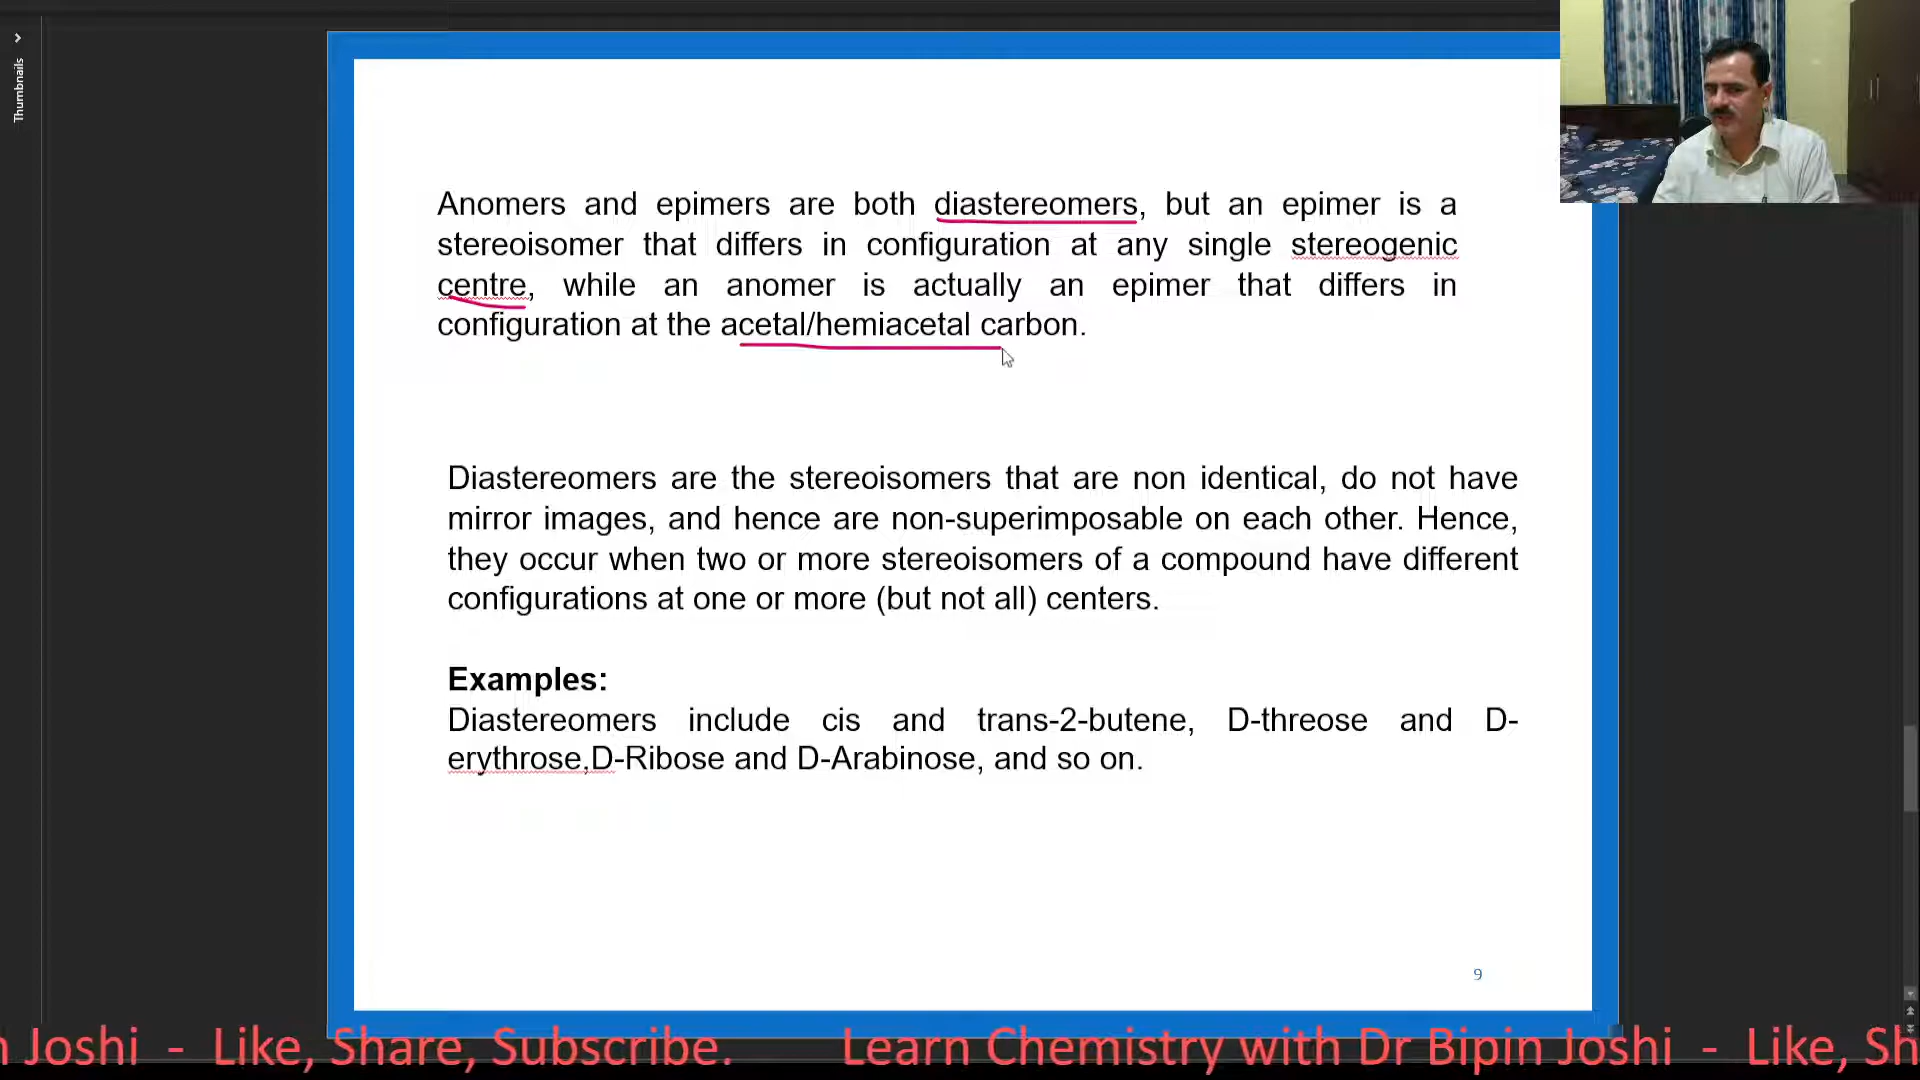 Thumbnails
Anomers and epimers are both diastereomers, but an epimer is a
stereoisomer that differs in configuration at any single stereogenic
centre, while an anomer is actually an epimer that differs in
configuration at the acetal/hemiacetal carbon.
Diastereomers are the stereoisomers that are non identical, do not have
mirror images, and hence are non-superimposable on each other. Hence,
they occur when two or more stereoisomers of a compound have different
configurations at one or more (but not all) centers.
Examples:
Diastereomers include cis and trans-2-butene, D-threose and D-
erythrose,D-Ribose and D-Arabinose, and so on.
9
n Joshi - Like, Share, Subscribe. Learn Chemistry with Dr Bipin Joshi - Like, Sh